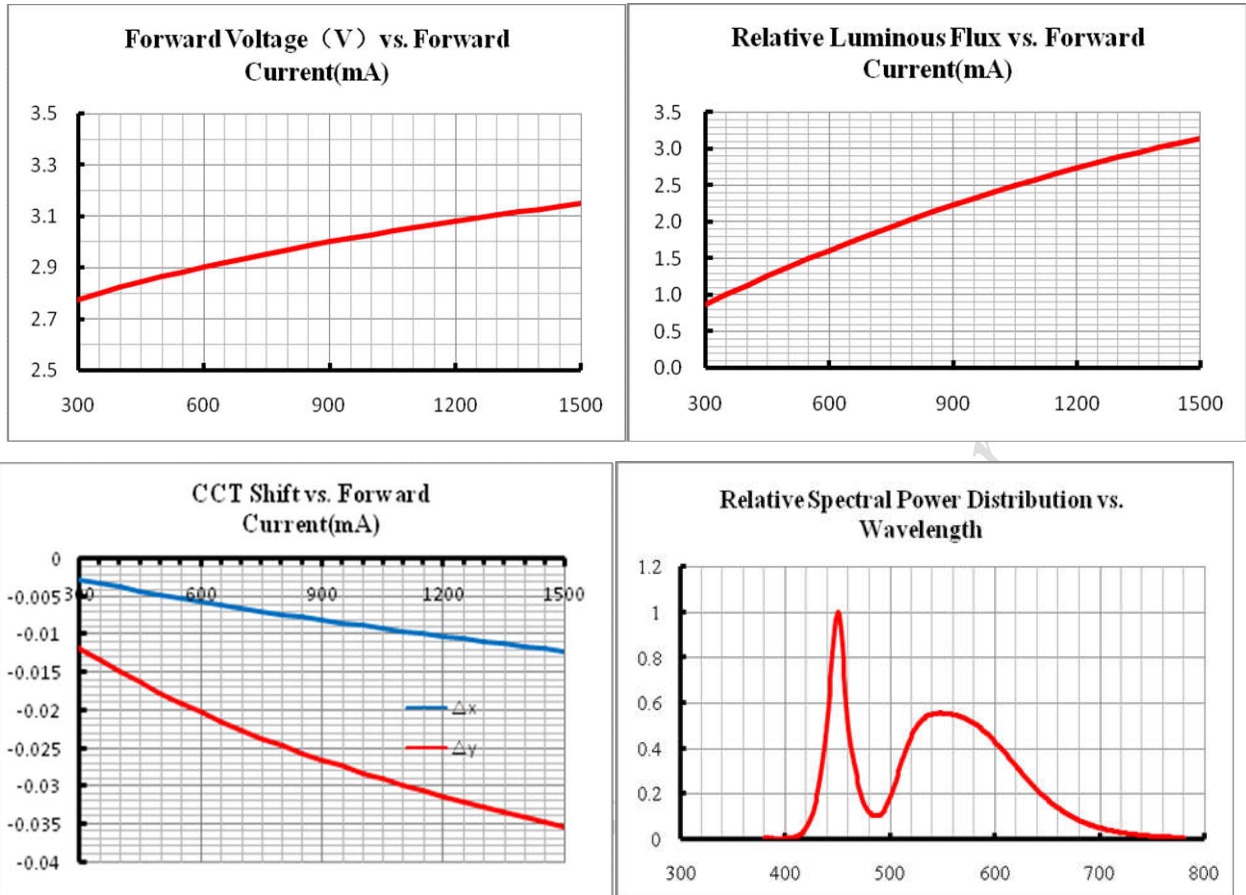 Forward Voltage（V）vs. Forward
Current(mA)
3.5
3.3
3.1
2.9
2.7
2.5
300 600 900 1200 1500
Relative Luminous Flux vs. Forward
Current(mA)
3.5
3.0
2.5
2.0
1.5
1.0
0.5
0.0
300 600 900 1200 1500
CCT Shift vs. Forward
Current(mA)
0
300 600 900 1200 1500
-0.005
-0.01
-0.015
-0.02
-0.025
-0.03
-0.035
-0.04
△x
△y
Relative Spectral Power Distribution vs.
Wavelength
1.2
1
0.8
0.6
0.4
0.2
0
300 400 500 600 700 800